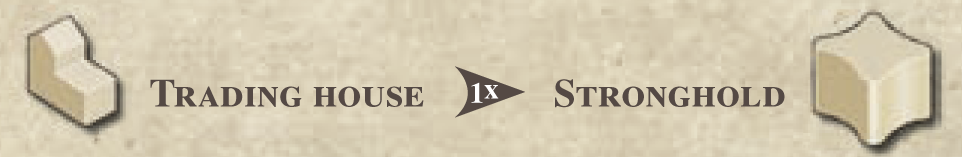 TRADING HOUSE 1X STRONGHOLD